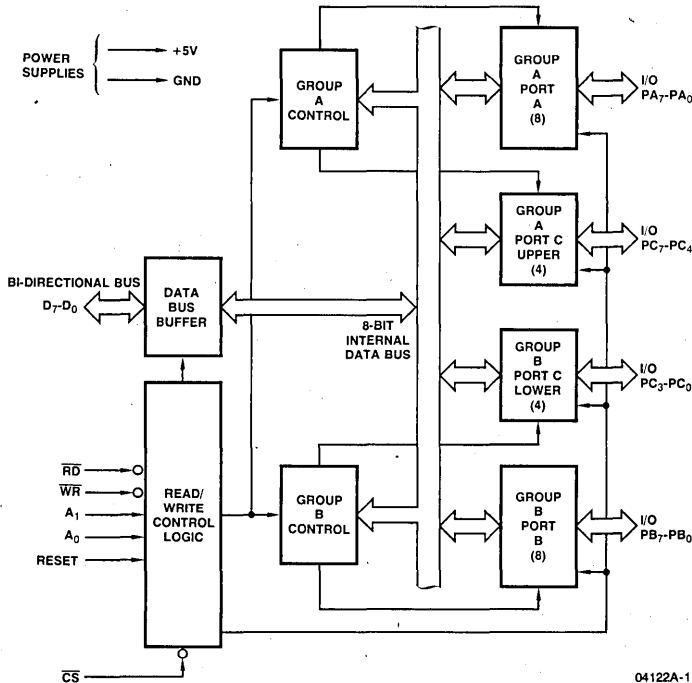 POWER
SUPPLIES
+5V
GND
GROUP
A
CONTROL
GROUP
A
PORT
A
(8)
I/O
PA7-PA0
GROUP
A
PORT C
UPPER
(4)
I/O
PC7-PC4
BI-DIRECTIONAL BUS
D7-D0
DATA
BUS
BUFFER
8-BIT
INTERNAL
DATA BUS
GROUP
B
PORT C
LOWER
(4)
I/O
PC3-PC0
RD
WR
A1
A0
RESET
READ/
WRITE
CONTROL
LOGIC
GROUP
B
CONTROL
GROUP
B
PORT
B
(8)
I/O
PB7-PB0
CS
04122A-1